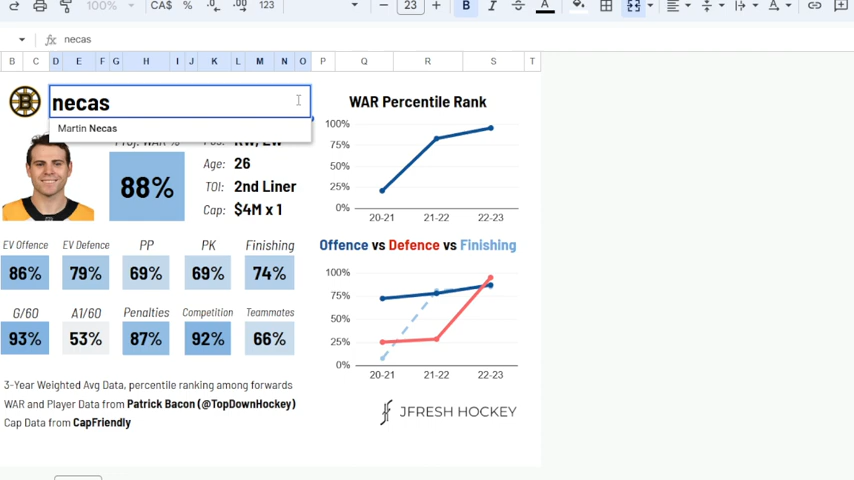 100% CA$ % .0 .00 123 23 B I A A
fx necas
B C D E F G H I J K L M N O P Q R S T
B necas
Martin Necas
Proj. WAR % Pos: RW, LW
88%
Age: 26
TOI: 2nd Liner
Cap: $4M x 1
EV Offence EV Defence PP PK Finishing
86% 79% 69% 69% 74%
G/60 A1/60 Penalties Competition Teammates
93% 53% 87% 92% 66%
3-Year Weighted Avg Data, percentile ranking among forwards
WAR and Player Data from Patrick Bacon (@TopDownHockey)
Cap Data from CapFriendly
WAR Percentile Rank
100%
75%
50%
25%
0%
20-21 21-22 22-23
Offence vs Defence vs Finishing
100%
75%
50%
25%
0%
20-21 21-22 22-23
JFRESH HOCKEY